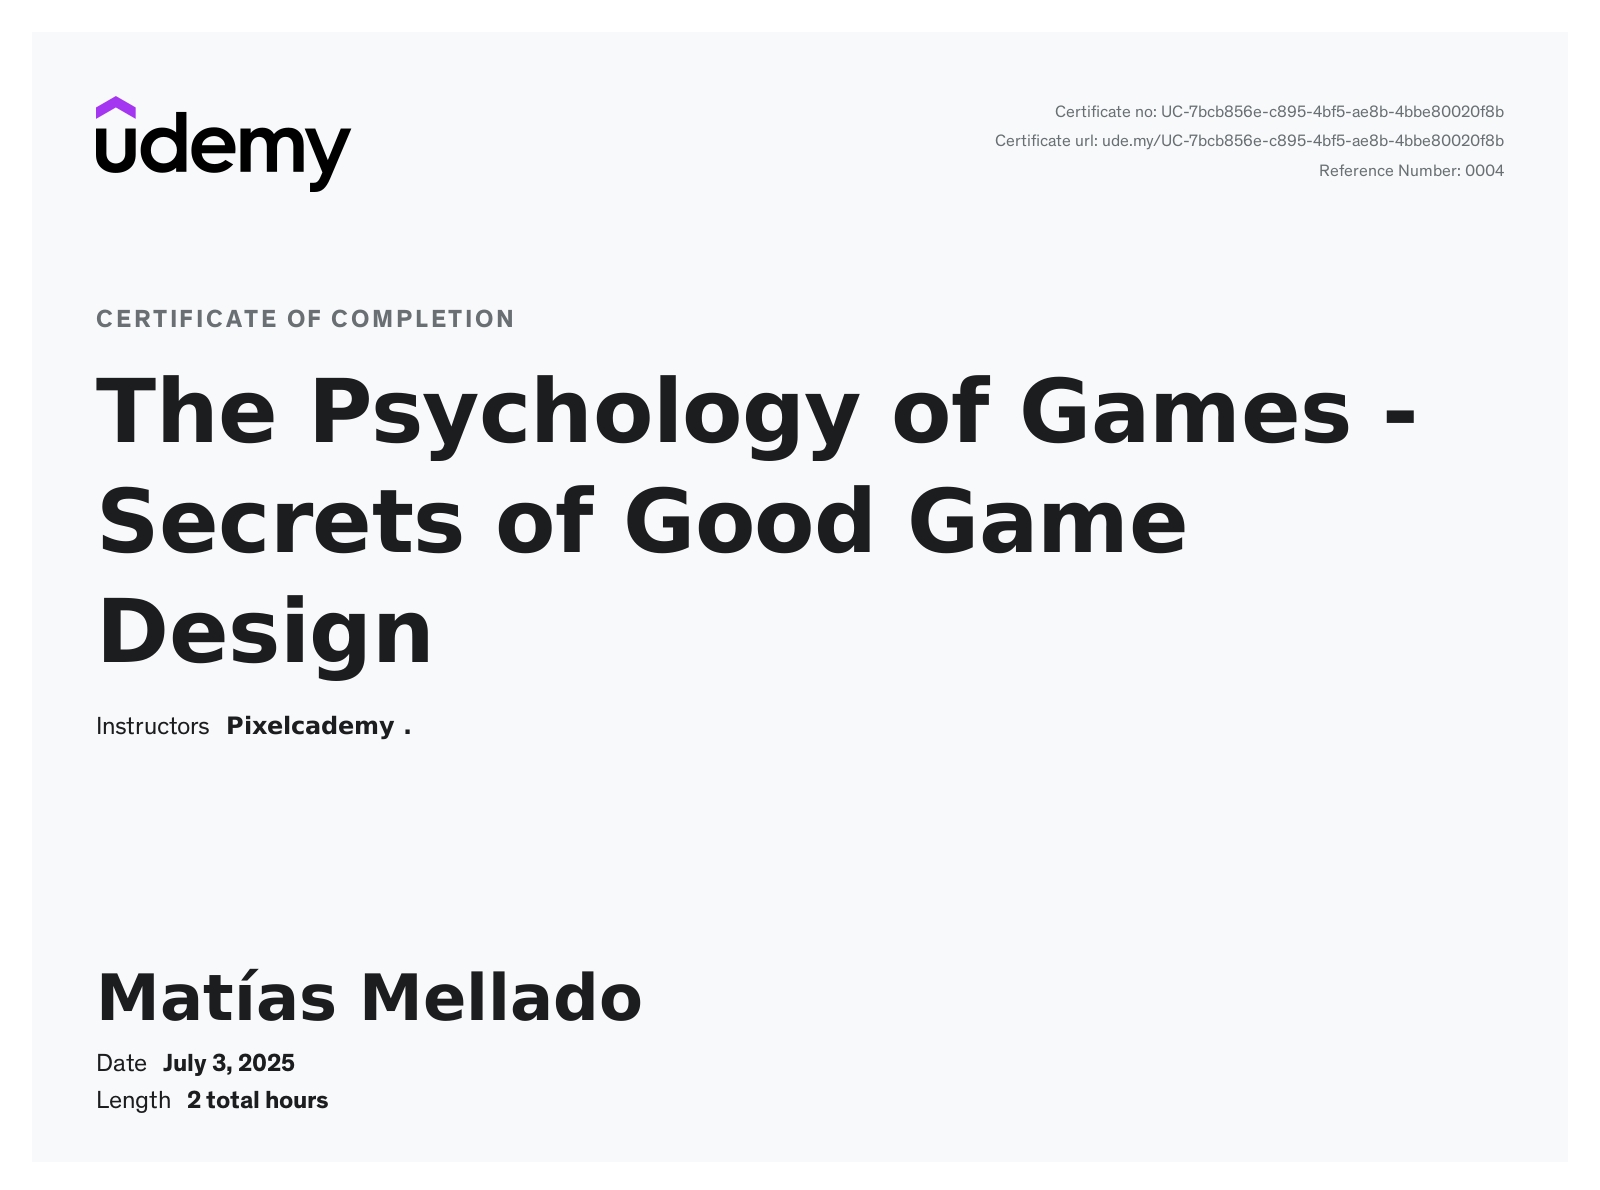 udemy
Certificate no: UC-7bcb856e-c895-4bf5-ae8b-4bbe80020f8b
Certificate url: ude.my/UC-7bcb856e-c895-4bf5-ae8b-4bbe80020f8b
Reference Number: 0004
CERTIFICATE OF COMPLETION
The Psychology of Games -
Secrets of Good Game
Design
Instructors Pixelcademy .
Matías Mellado
Date July 3, 2025
Length 2 total hours